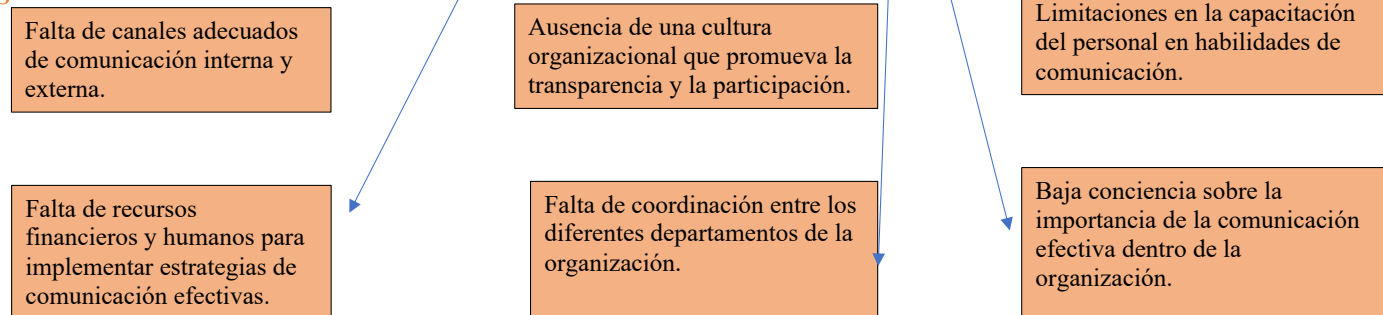 Falta de canales adecuados
de comunicación interna y
externa.
Ausencia de una cultura
organizacional que promueva la
transparencia y la participación.
Limitaciones en la capacitación
del personal en habilidades de
comunicación.
Falta de recursos
financieros y humanos para
implementar estrategias de
comunicación efectivas.
Falta de coordinación entre los
diferentes departamentos de la
organización.
Baja conciencia sobre la
importancia de la comunicación
efectiva dentro de la
organización.